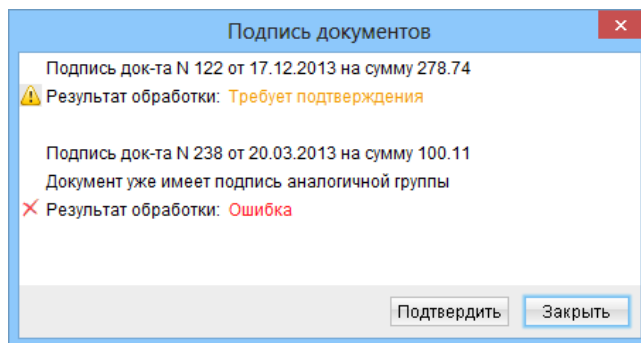 Подпись документов
Подпись док-та N 122 от 17.12.2013 на сумму 278.74
Результат обработки: Требует подтверждения
Подпись док-та N 238 от 20.03.2013 на сумму 100.11
Документ уже имеет подпись аналогичной группы
Результат обработки: Ошибка
Подтвердить Закрыть